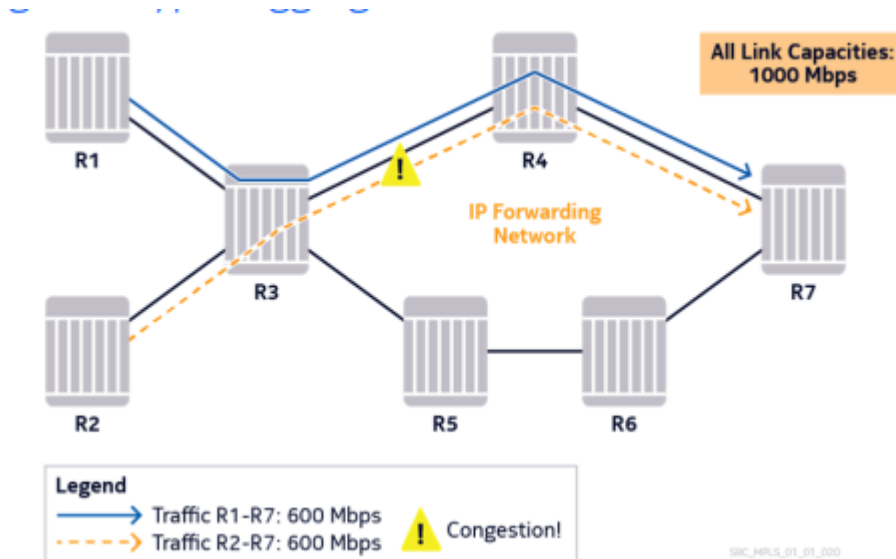 All Link Capacities:
1000 Mbps
R1
R4
IP Forwarding
Network
R3
R7
R2
R5
R6
Legend
Traffic R1-R7: 600 Mbps
Traffic R2-R7: 600 Mbps
! Congestion!
!
SRC_MPLS_01_01_020